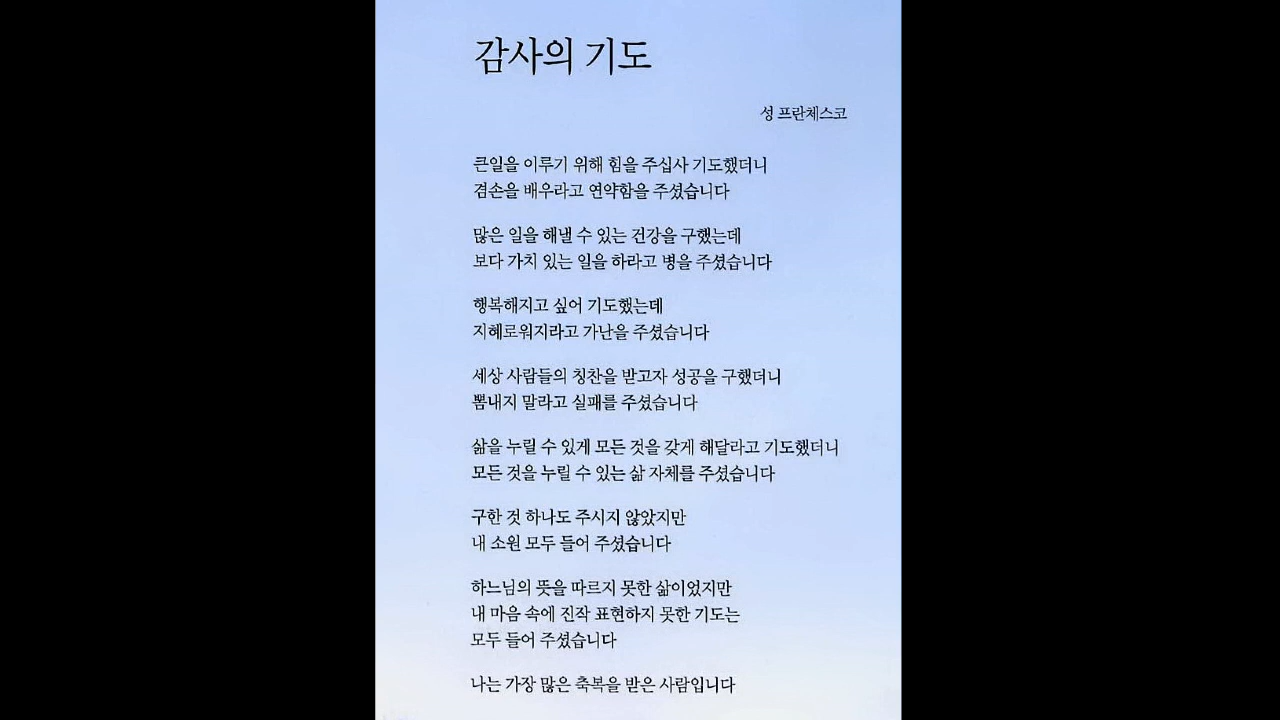 감사의 기도
성 프란체스코
큰일을 이루기 위해 힘을 주십사 기도했더니
겸손을 배우라고 연약함을 주셨습니다
많은 일을 해낼 수 있는 건강을 구했는데
보다 가치 있는 일을 하라고 병을 주셨습니다
행복해지고 싶어 기도했는데
지혜로워지라고 가난을 주셨습니다
세상 사람들의 칭찬을 받고자 성공을 구했더니
뽐내지 말라고 실패를 주셨습니다
삶을 누릴 수 있게 모든 것을 갖게 해달라고 기도했더니
모든 것을 누릴 수 있는 삶 자체를 주셨습니다
구한 것 하나도 주시지 않았지만
내 소원 모두 들어 주셨습니다
하느님의 뜻을 따르지 못한 삶이었지만
내 마음 속에 진작 표현하지 못한 기도는
모두 들어 주셨습니다
나는 가장 많은 축복을 받은 사람입니다